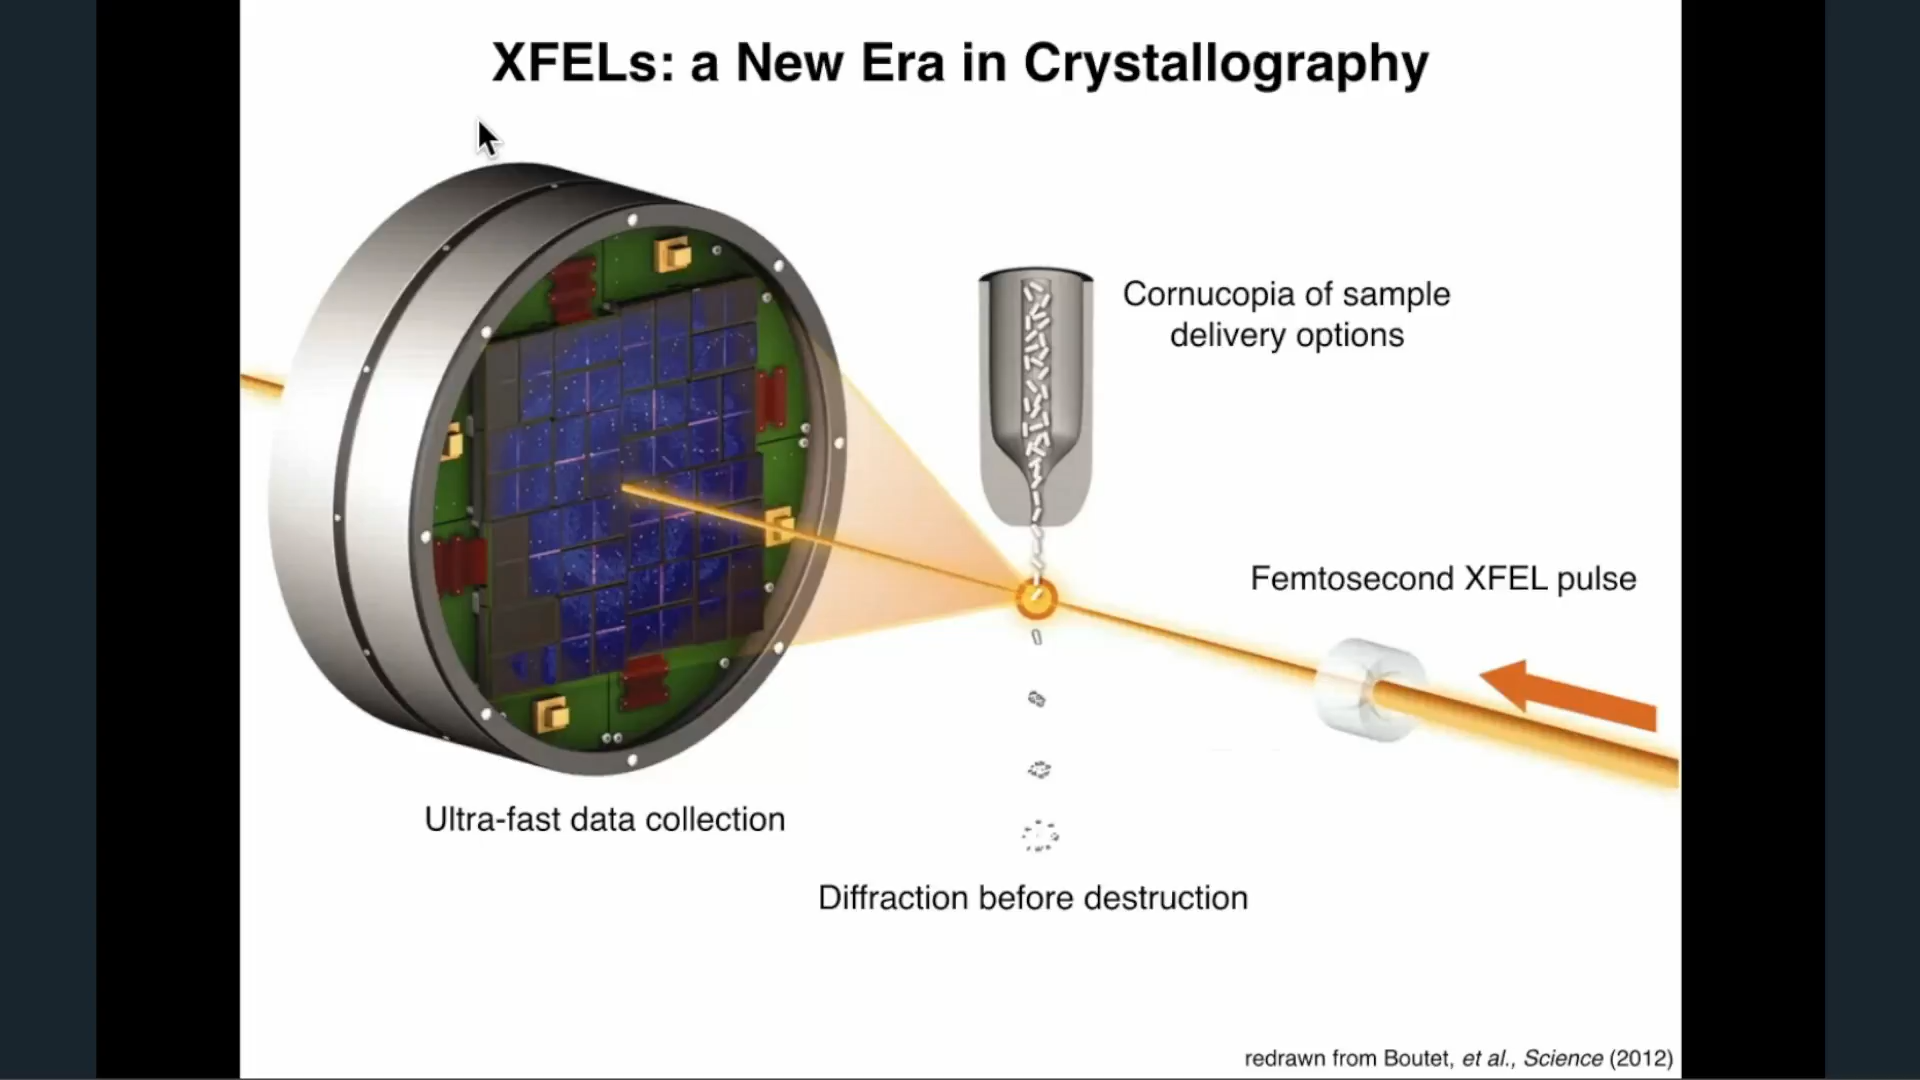 XFELs: a New Era in Crystallography
Cornucopia of sample
delivery options
Femtosecond XFEL pulse
Ultra-fast data collection
Diffraction before destruction
redrawn from Boutet, et al., Science (2012)